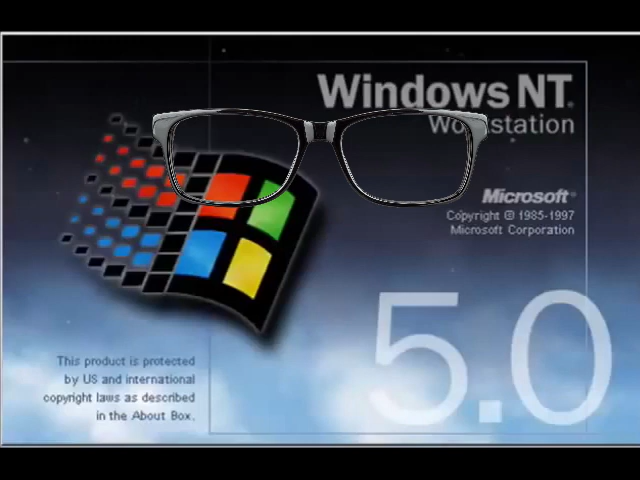 Windows NT®
Workstation
Microsoft®
Copyright © 1985-1997
Microsoft Corporation
5.0
This product is protected
by US and international
copyright laws as described
in the About Box.